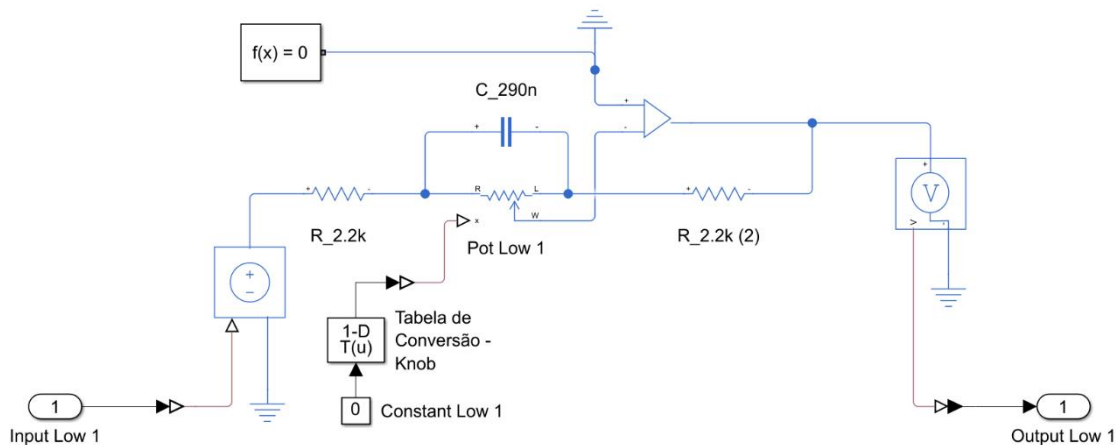 f(x) = 0
C_290n
+
-
+
-
+
-
R
L
W
x
+
-
R_2.2k
Pot Low 1
R_2.2k (2)
+
-
V
V
+
−
1-D
T(u)
Tabela de
Conversão -
Knob
0
Constant Low 1
1
Input Low 1
1
Output Low 1